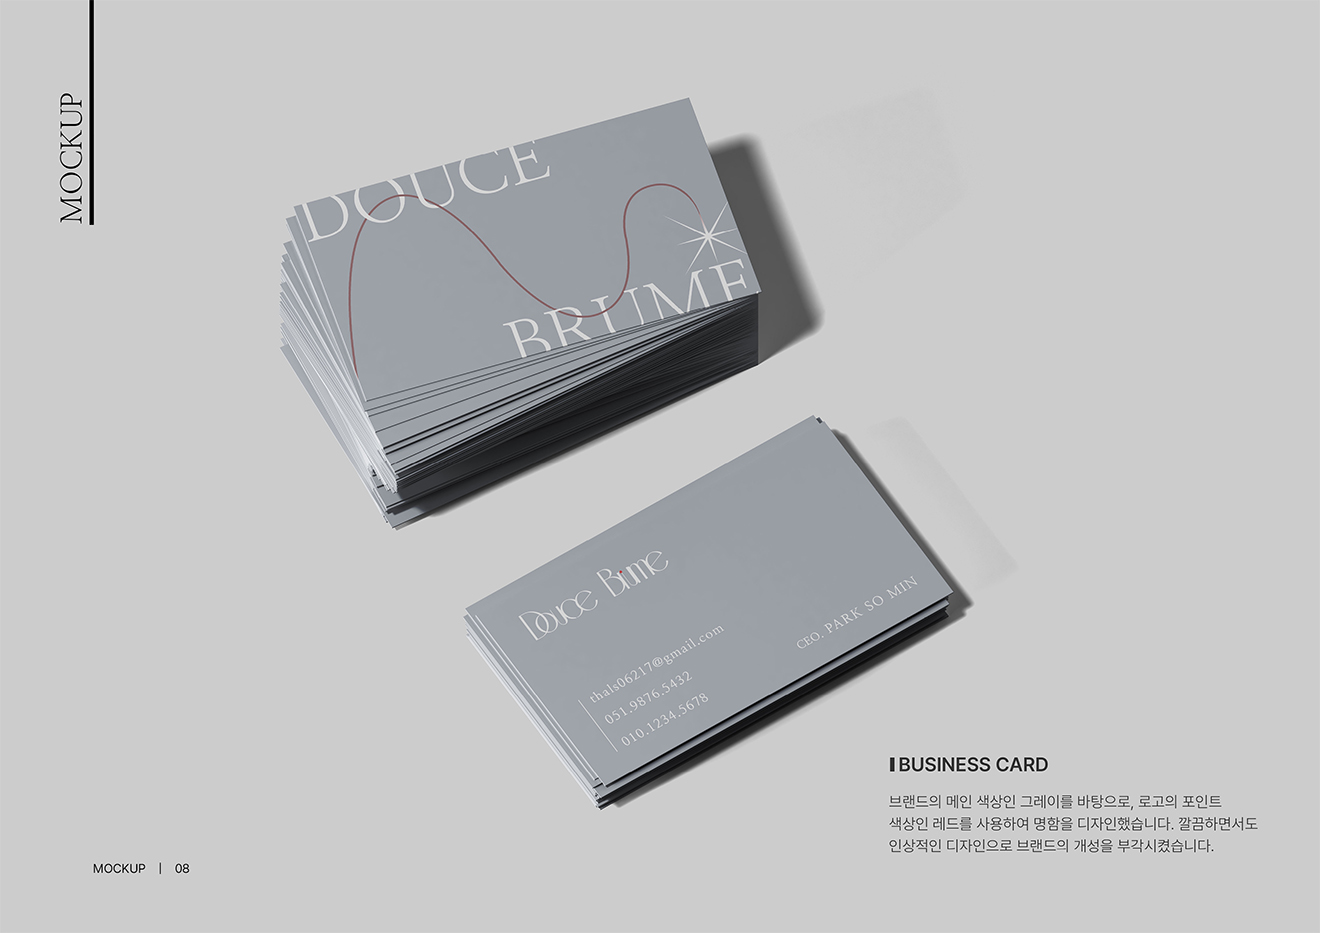 MOCKUP
DOUCE
BRUME
Douce Brume
thals06217@gmail.com
051.9876.5432
010.1234.5678
CEO. PARK SO MIN
BUSINESS CARD
브랜드의 메인 색상인 그레이를 바탕으로, 로고의 포인트
색상인 레드를 사용하여 명함을 디자인했습니다. 깔끔하면서도
인상적인 디자인으로 브랜드의 개성을 부각시켰습니다.
MOCKUP | 08